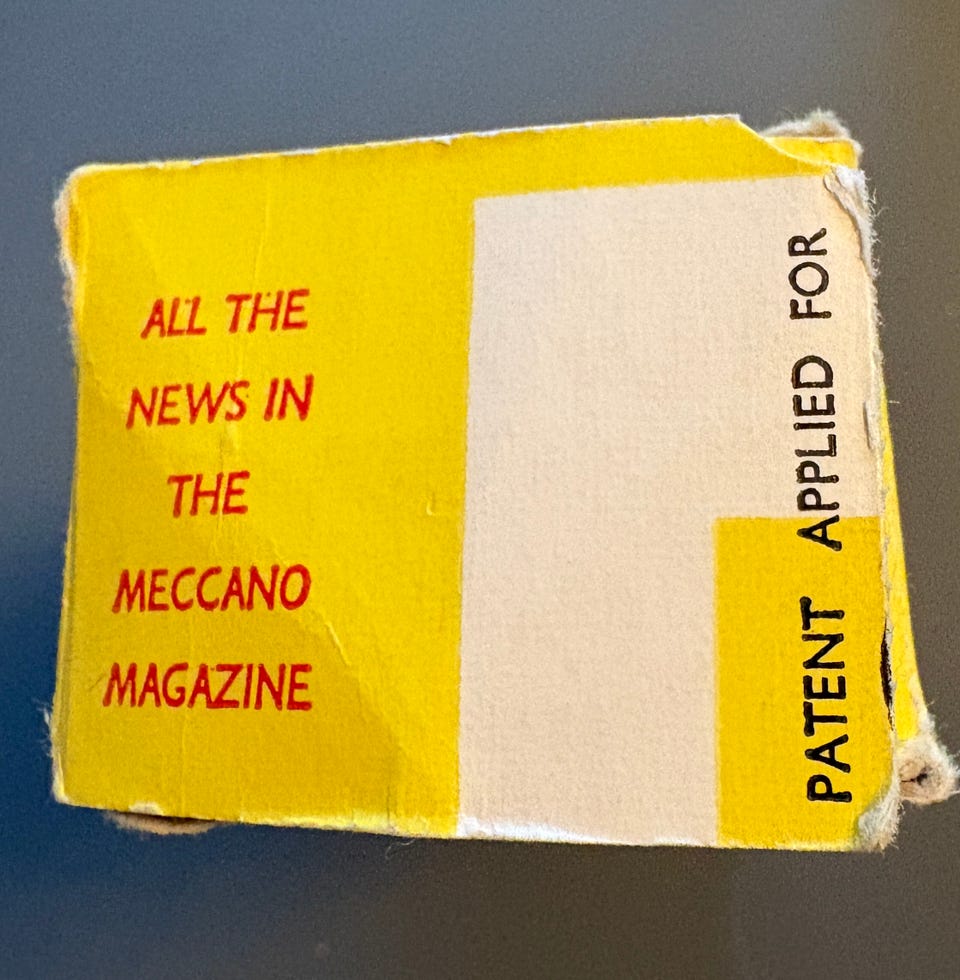 ALL THE
NEWS IN
THE
MECCANO
MAGAZINE
PATENT APPLIED FOR